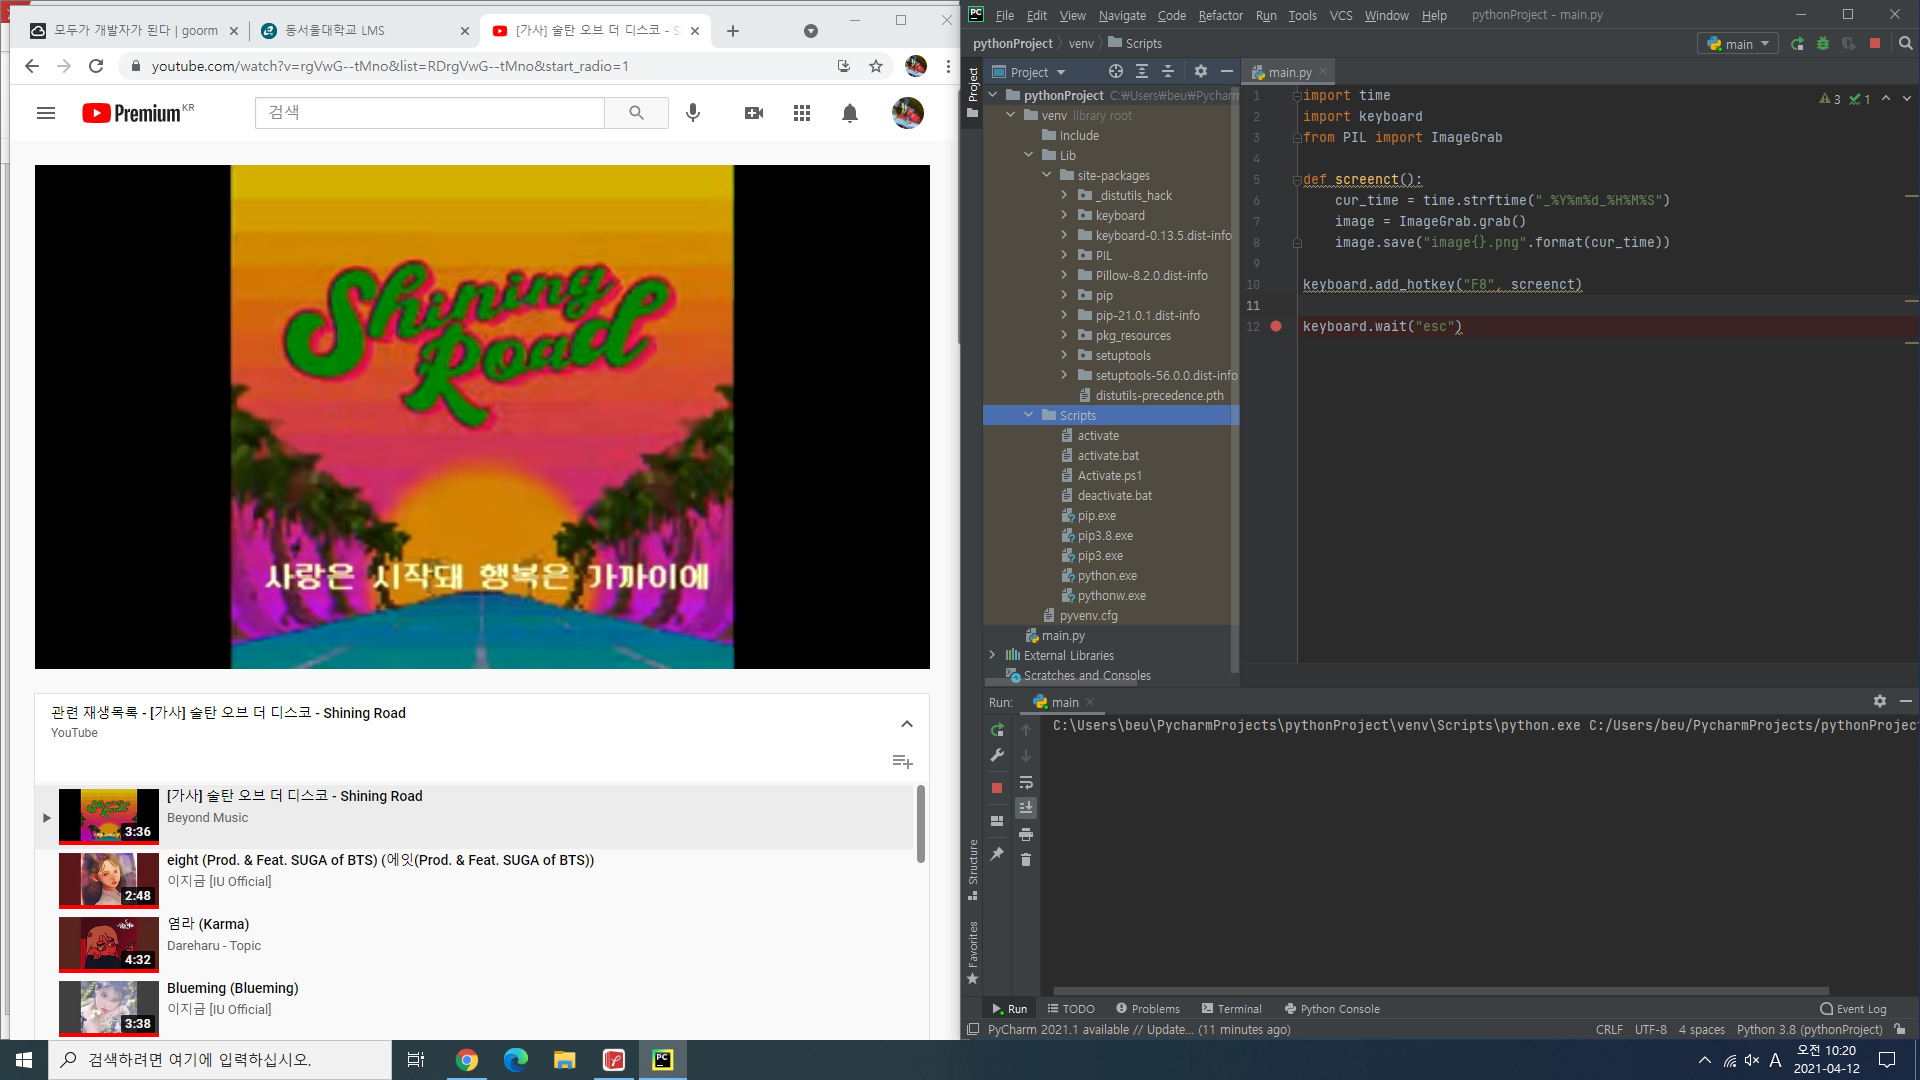 모두가 개발자가 된다 | goorm
동서울대학교 LMS
[가사] 술탄 오브 더 디스코 - S
youtube.com/watch?v=rgVwG--tMno&list=RDrgVwG--tMno&start_radio=1
Premium KR
검색
Shining
Road
사랑은 시작돼 행복은 가까이에
관련 재생목록 - [가사] 술탄 오브 더 디스코 - Shining Road
YouTube
[가사] 술탄 오브 더 디스코 - Shining Road
Beyond Music
3:36
eight (Prod. & Feat. SUGA of BTS) (에잇(Prod. & Feat. SUGA of BTS))
이지금 [IU Official]
2:48
염라 (Karma)
Dareharu - Topic
4:32
Blueming (Blueming)
이지금 [IU Official]
3:38
PC File Edit View Navigate Code Refactor Run Tools VCS Window Help pythonProject - main.py
pythonProject venv Scripts
main
Project
Project
main.py
pythonProject C:₩Users₩beu₩Pycharm
venv library root
Include
Lib
site-packages
_distutils_hack
keyboard
keyboard-0.13.5.dist-info
PIL
Pillow-8.2.0.dist-info
pip
pip-21.0.1.dist-info
pkg_resources
setuptools
setuptools-56.0.0.dist-info
distutils-precedence.pth
Scripts
activate
activate.bat
Activate.ps1
deactivate.bat
pip.exe
pip3.8.exe
pip3.exe
python.exe
pythonw.exe
pyvenv.cfg
main.py
External Libraries
Scratches and Consoles
3 1
1 import time
2 import keyboard
3 from PIL import ImageGrab
4
5 def screenct():
6 cur_time = time.strftime("_%Y%m%d_%H%M%S")
7 image = ImageGrab.grab()
8 image.save("image{}.png".format(cur_time))
9
10 keyboard.add_hotkey("F8", screenct)
11
12 keyboard.wait("esc")
Run: main
C:\Users\beu\PycharmProjects\pythonProject\venv\Scripts\python.exe C:/Users/beu/PycharmProjects/pythonProjec
Structure
Favorites
Run TODO Problems Terminal Python Console Event Log
PyCharm 2021.1 available // Update... (11 minutes ago) CRLF UTF-8 4 spaces Python 3.8 (pythonProject)
검색하려면 여기에 입력하십시오.
PC
A
오전 10:20
2021-04-12